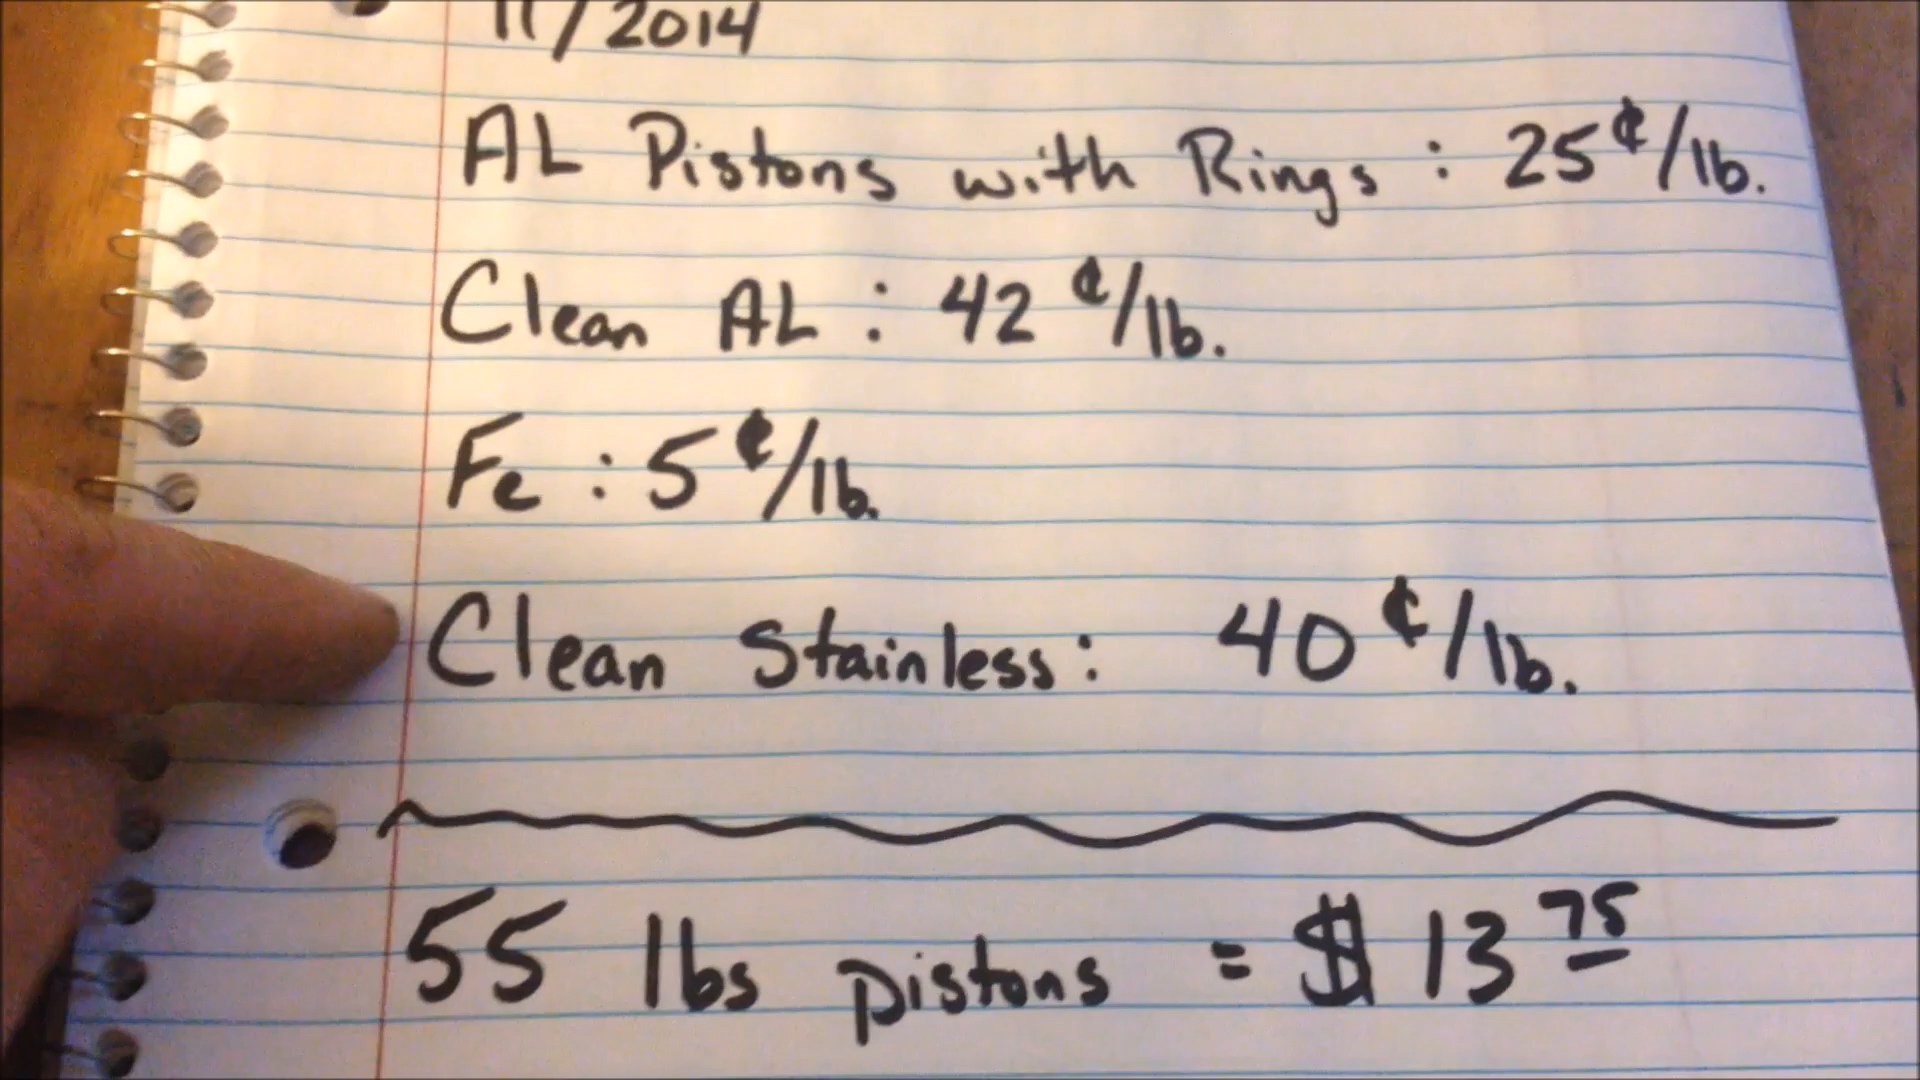 11/2014
AL Pistons with Rings : 25¢/lb.
Clean AL : 42 ¢/lb.
Fe : 5¢/lb.
Clean Stainless: 40¢/lb.
55 lbs pistons = $ 13 75